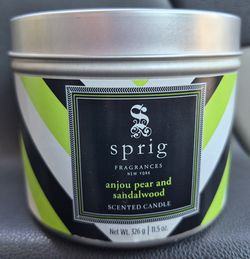 S
sprig
FRAGRANCES
NEW YORK
anjou pear and
sandalwood
SCENTED CANDLE
Net WT. 326 g | 11.5 oz.